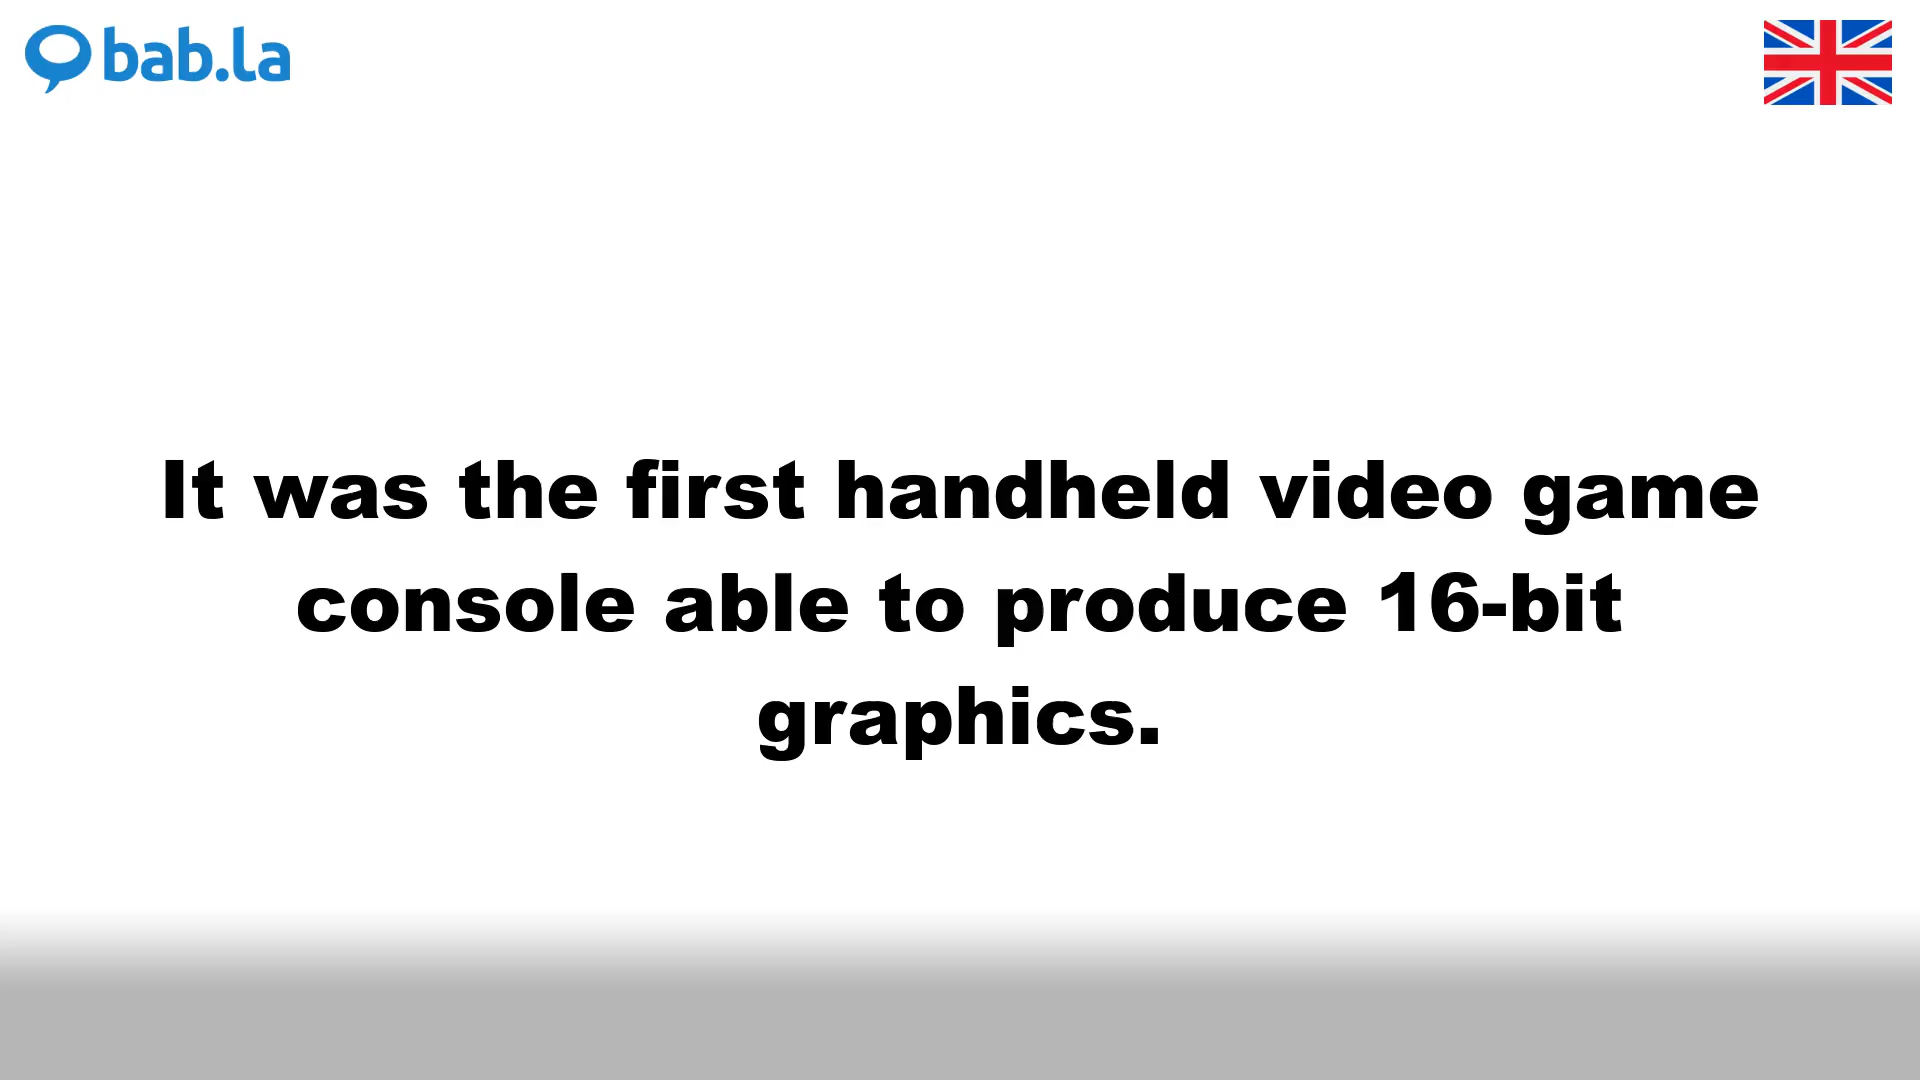 bab.la
It was the first handheld video game
console able to produce 16-bit
graphics.